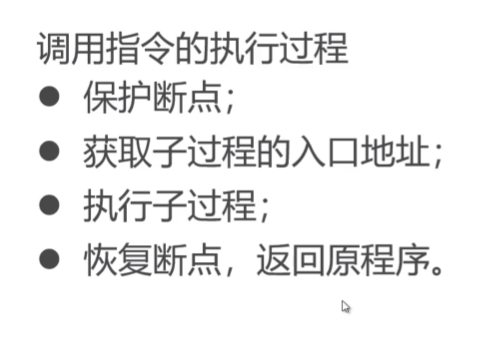 调用指令的执行过程
● 保护断点；
● 获取子过程的入口地址；
● 执行子过程；
● 恢复断点，返回原程序。